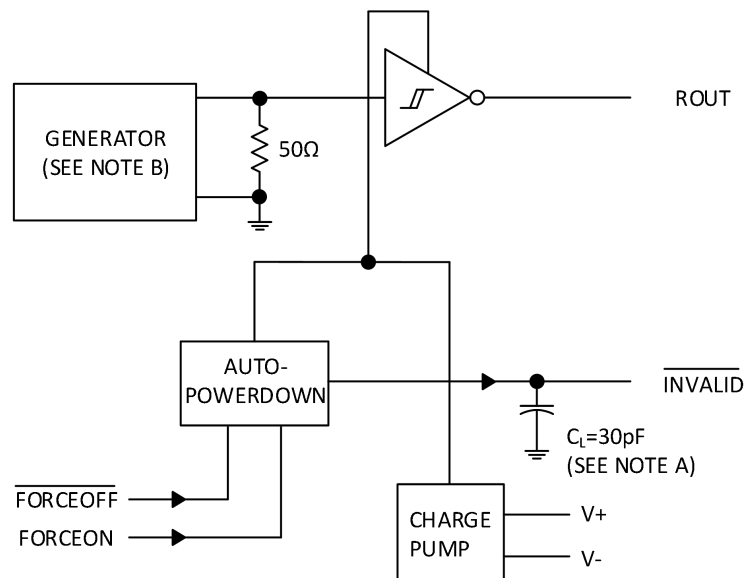 ROUT
GENERATOR
(SEE NOTE B)
50Ω
AUTO-
POWERDOWN
INVALID
C_L=30pF
(SEE NOTE A)
FORCEOFF
FORCEON
CHARGE
PUMP
V+
V-